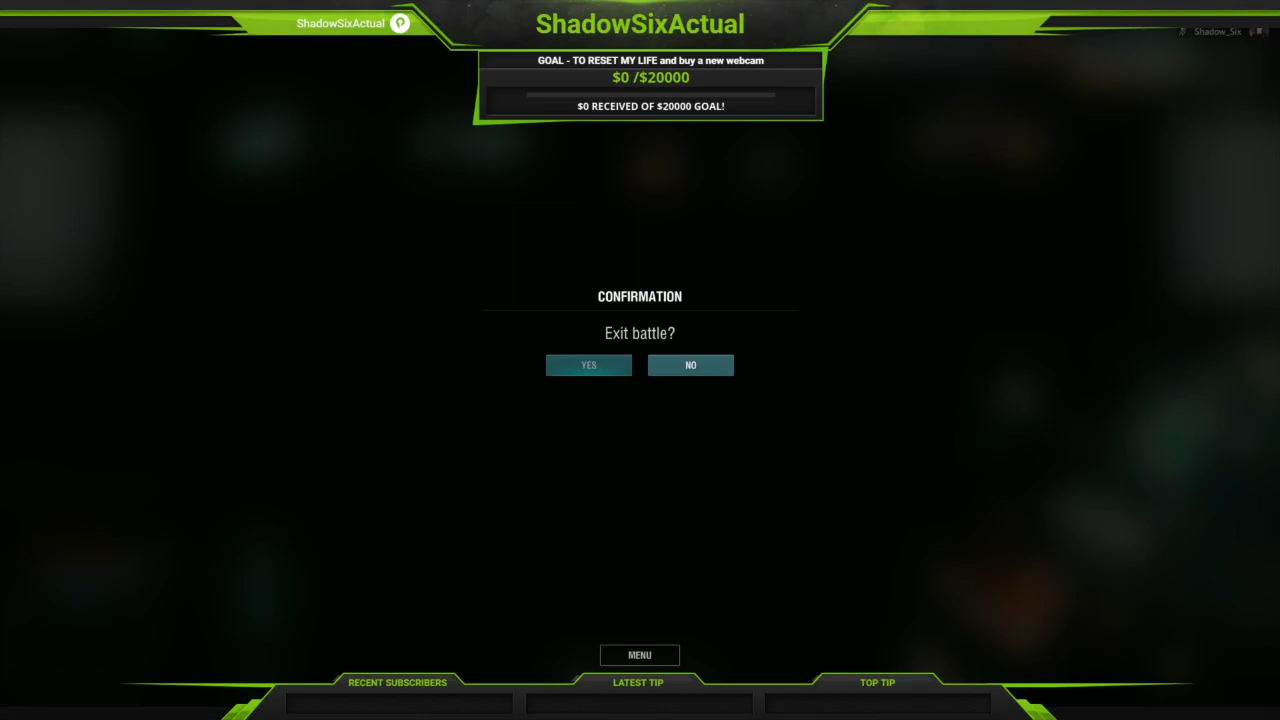 ShadowSixActual
ShadowSixActual
Shadow_Six
GOAL - TO RESET MY LIFE and buy a new webcam
$0 /$20000
$0 RECEIVED OF $20000 GOAL!
CONFIRMATION
Exit battle?
YES
NO
MENU
RECENT SUBSCRIBERS
LATEST TIP
TOP TIP